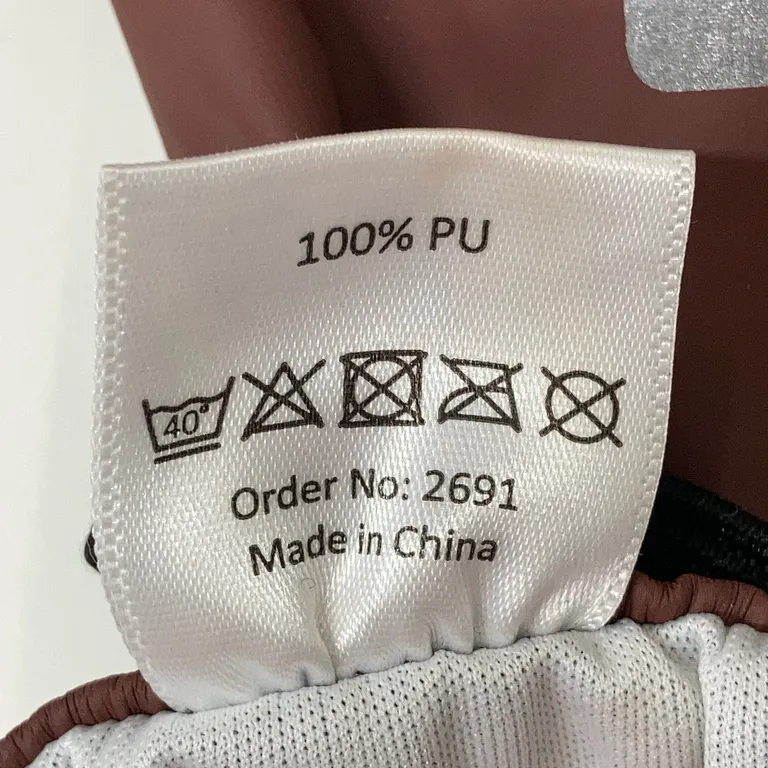 100% PU
40°
Order No: 2691
Made in China